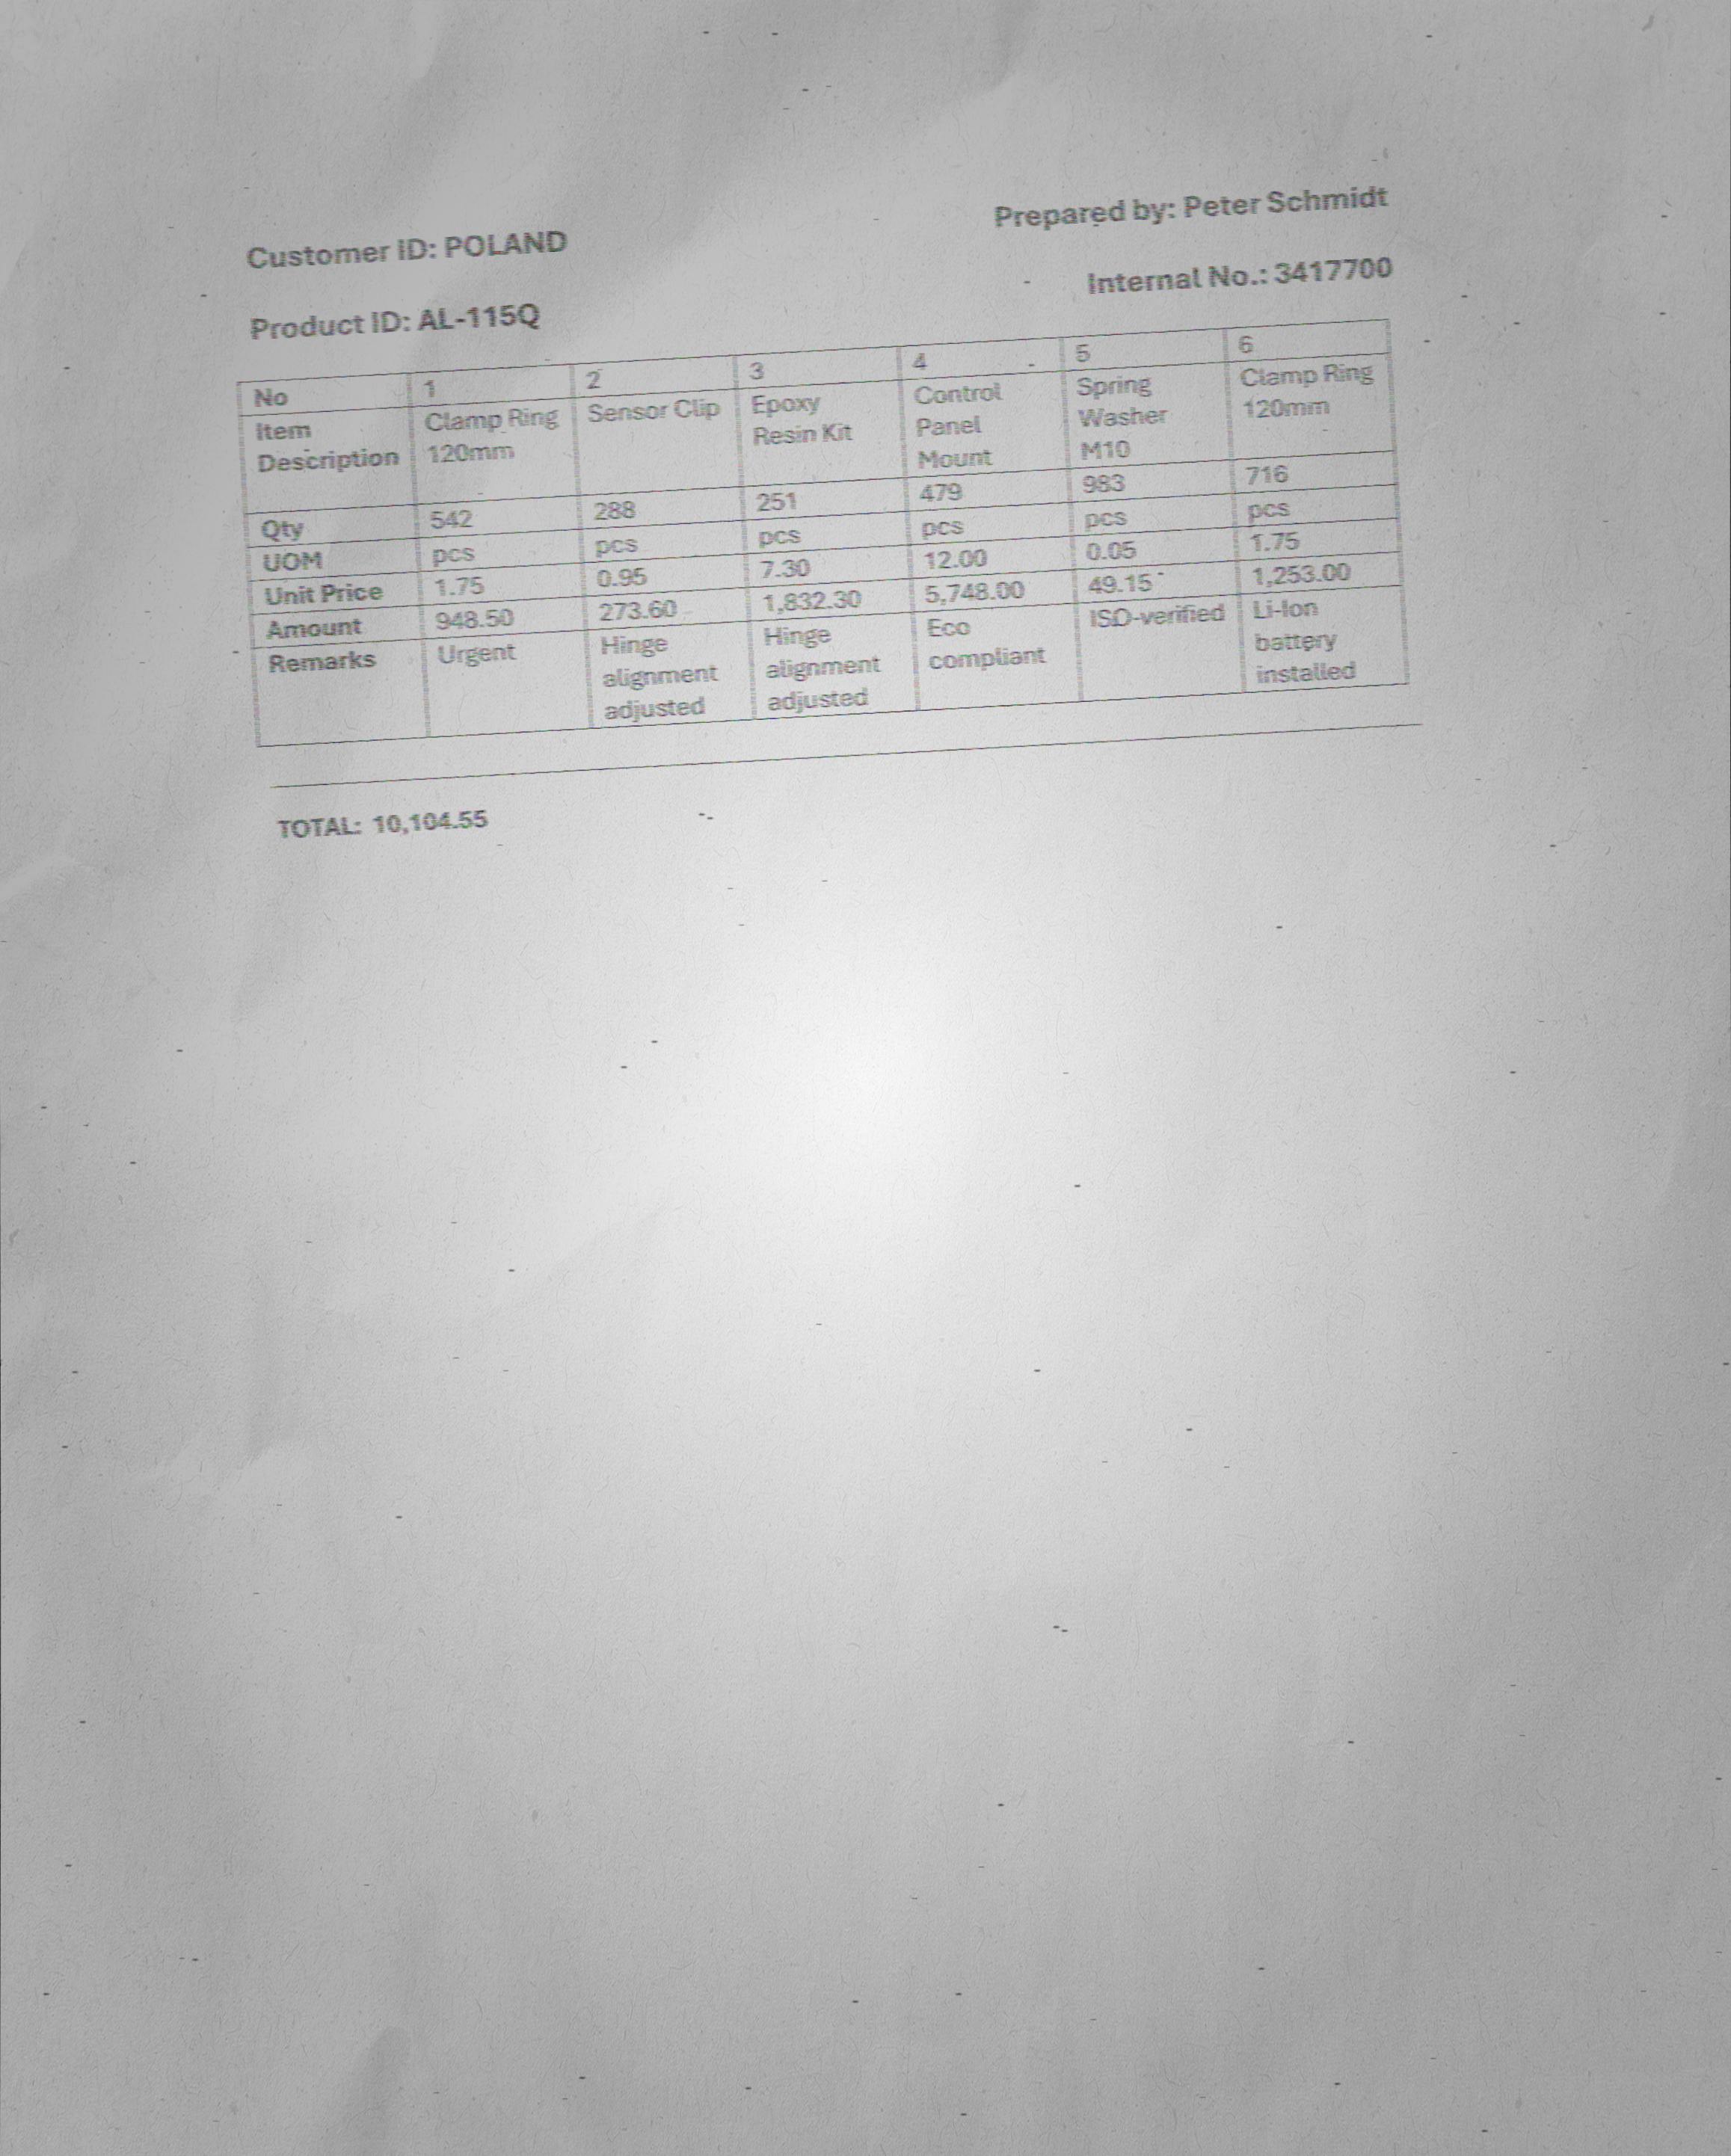 Customer ID: POLAND
Prepared by: Peter Schmidt
Product ID: AL-115Q
Internal No.: 3417700
No 1 2 3 4 5 6
Item Description Clamp Ring 120mm Sensor Clip Epoxy Resin Kit Control Panel Mount Spring Washer M10 Clamp Ring 120mm
Qty 542 288 251 479 983 716
UOM pcs pcs pcs pcs pcs pcs
Unit Price 1.75 0.95 7.30 12.00 0.05 1.75
Amount 948.50 273.60 1,832.30 5,748.00 49.15 1,253.00
Remarks Urgent Hinge alignment adjusted Hinge alignment adjusted Eco compliant ISO-verified Li-Ion battery installed
TOTAL: 10,104.55